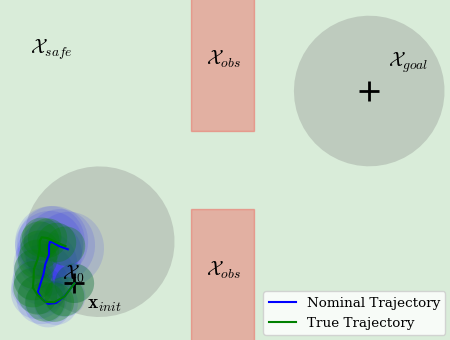 𝒳_safe
𝒳_obs
𝒳_goal
𝒳_0
𝐱_init
𝒳_obs
Nominal Trajectory
True Trajectory